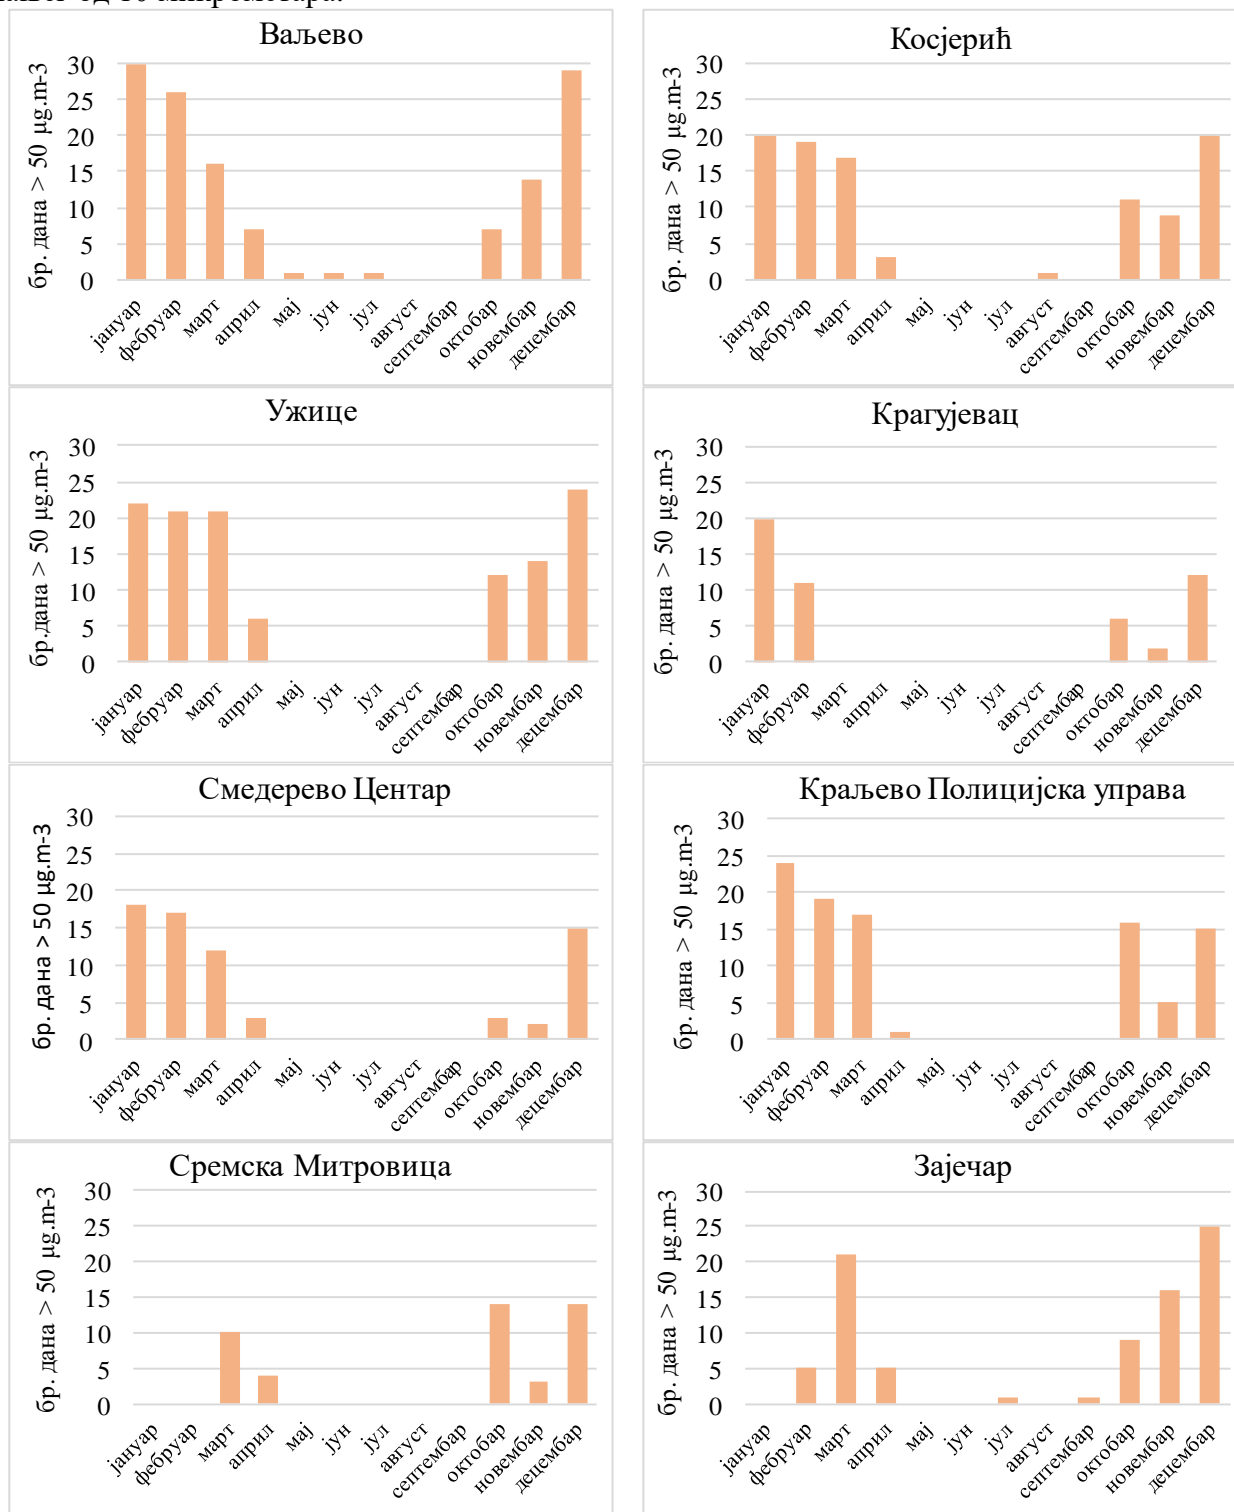 од 10 микрометара.
Ваљево
бр. дана > 50 µg.m-3
30
25
20
15
10
5
0
јануар
фебруар
март
април
мај
јун
јул
август
септембар
октобар
новембар
децембар
Косјерић
бр. дана > 50 µg.m-3
30
25
20
15
10
5
0
јануар
фебруар
март
април
мај
јун
јул
август
септембар
октобар
новембар
децембар
Ужице
бр.дана > 50 µg.m-3
30
25
20
15
10
5
0
јануар
фебруар
март
април
мај
јун
јул
август
септембар
октобар
новембар
децембар
Крагујевац
бр. дана > 50 µg.m-3
30
25
20
15
10
5
0
јануар
фебруар
март
април
мај
јун
јул
август
септембар
октобар
новембар
децембар
Смедерево Центар
бр. дана > 50 µg.m-3
30
25
20
15
10
5
0
јануар
фебруар
март
април
мај
јун
јул
август
септембар
октобар
новембар
децембар
Краљево Полицијска управа
бр. дана > 50 µg.m-3
30
25
20
15
10
5
0
јануар
фебруар
март
април
мај
јун
јул
август
септембар
октобар
новембар
децембар
Сремска Митровица
бр. дана > 50 µg.m-3
30
25
20
15
10
5
0
јануар
фебруар
март
април
мај
јун
јул
август
септембар
октобар
новембар
децембар
Зајечар
бр. дана > 50 µg.m-3
30
25
20
15
10
5
0
јануар
фебруар
март
април
мај
јун
јул
август
септембар
октобар
новембар
децембар